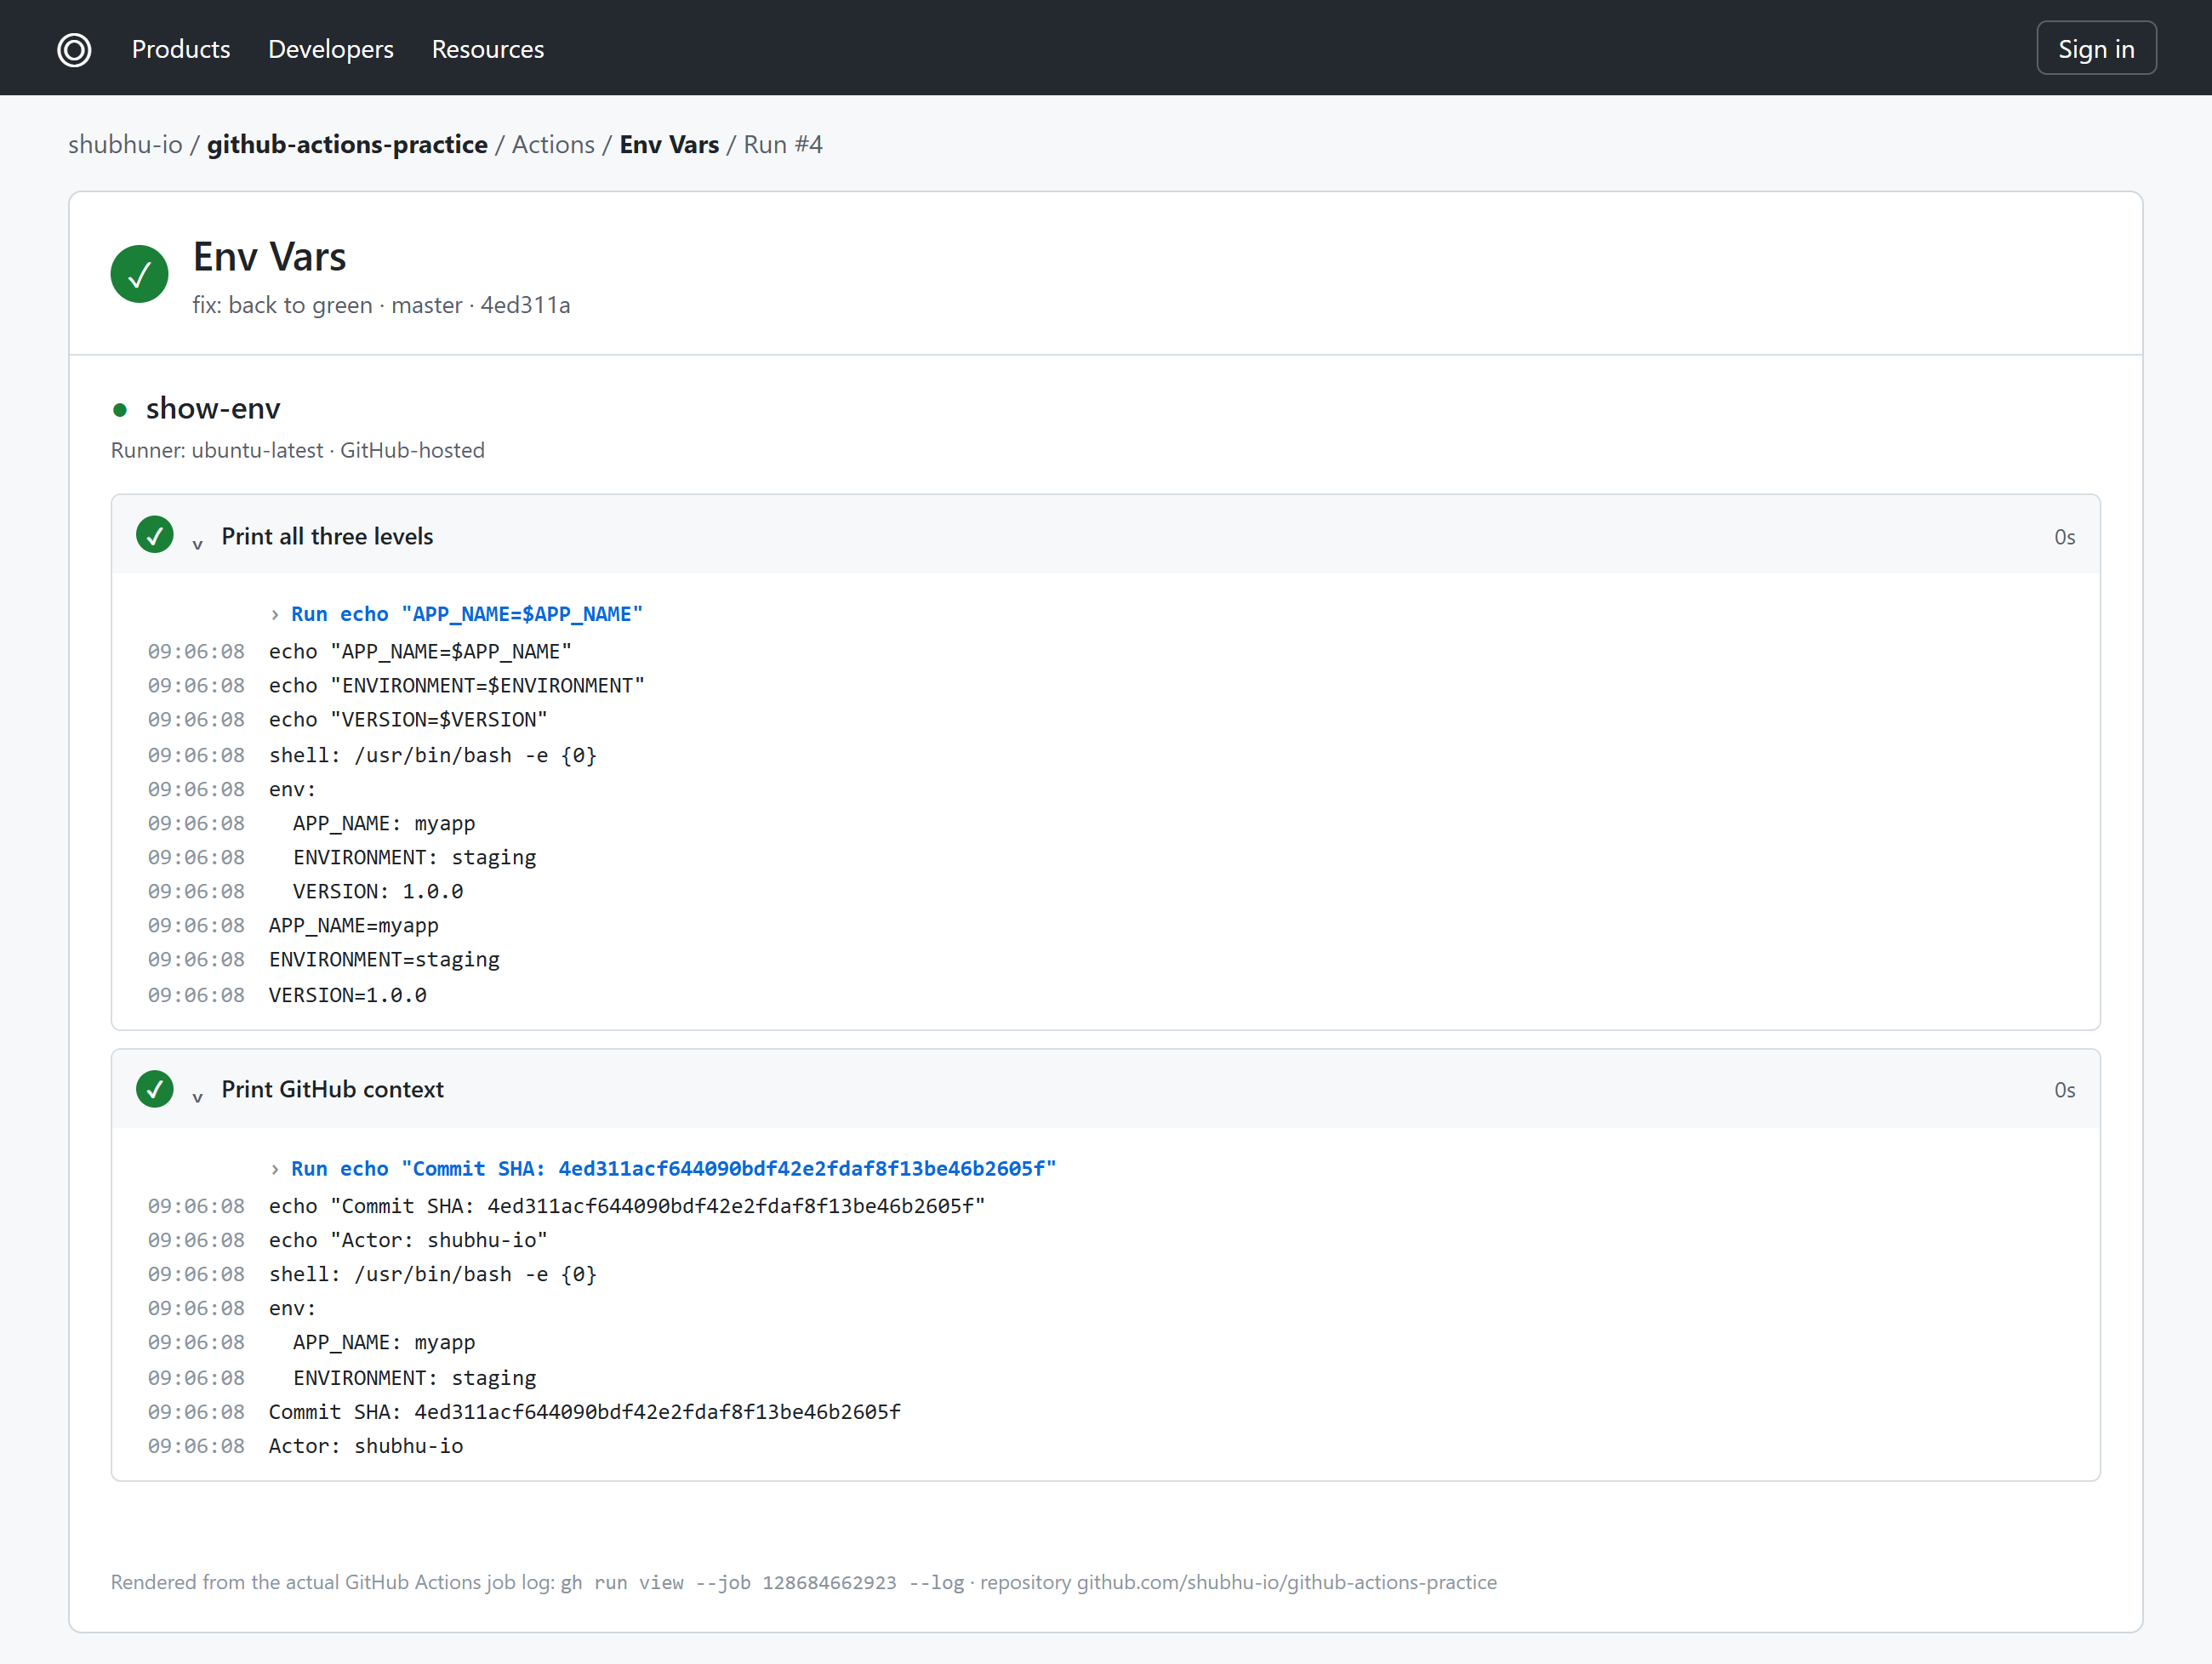 Products Developers Resources Sign in
shubhu-io / github-actions-practice / Actions / Env Vars / Run #4
Env Vars
fix: back to green · master · 4ed311a
show-env
Runner: ubuntu-latest · GitHub-hosted
v Print all three levels 0s
› Run echo "APP_NAME=$APP_NAME"
09:06:08 echo "APP_NAME=$APP_NAME"
09:06:08 echo "ENVIRONMENT=$ENVIRONMENT"
09:06:08 echo "VERSION=$VERSION"
09:06:08 shell: /usr/bin/bash -e {0}
09:06:08 env:
09:06:08   APP_NAME: myapp
09:06:08   ENVIRONMENT: staging
09:06:08   VERSION: 1.0.0
09:06:08 APP_NAME=myapp
09:06:08 ENVIRONMENT=staging
09:06:08 VERSION=1.0.0
v Print GitHub context 0s
› Run echo "Commit SHA: 4ed311acf644090bdf42e2fdaf8f13be46b2605f"
09:06:08 echo "Commit SHA: 4ed311acf644090bdf42e2fdaf8f13be46b2605f"
09:06:08 echo "Actor: shubhu-io"
09:06:08 shell: /usr/bin/bash -e {0}
09:06:08 env:
09:06:08   APP_NAME: myapp
09:06:08   ENVIRONMENT: staging
09:06:08 Commit SHA: 4ed311acf644090bdf42e2fdaf8f13be46b2605f
09:06:08 Actor: shubhu-io
Rendered from the actual GitHub Actions job log: gh run view --job 128684662923 --log · repository github.com/shubhu-io/github-actions-practice